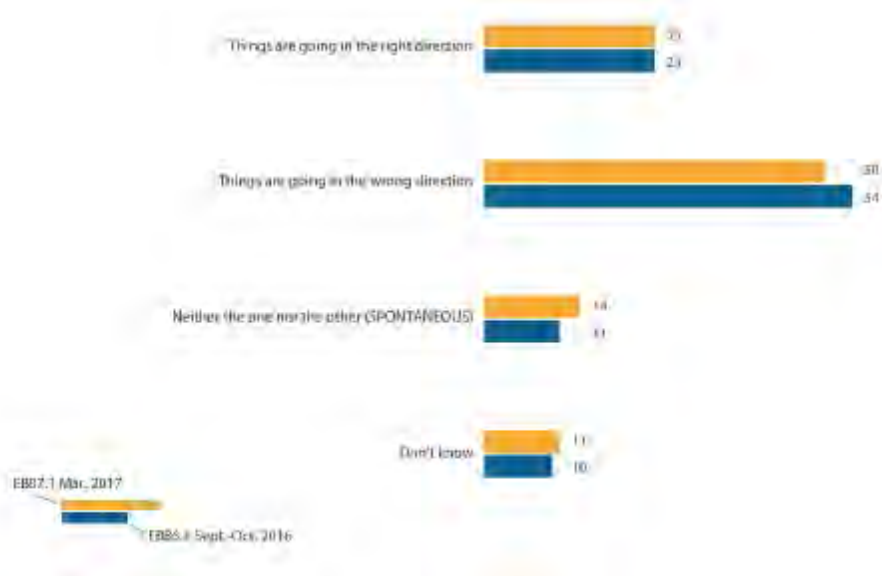 Things are going in the right direction
25
25
Things are going in the wrong direction
50
54
Neither the one nor the other (SPONTANEOUS)
14
11
Don't know
11
10
EB87.1 Mar. 2017
Sept.-Oct. 2016